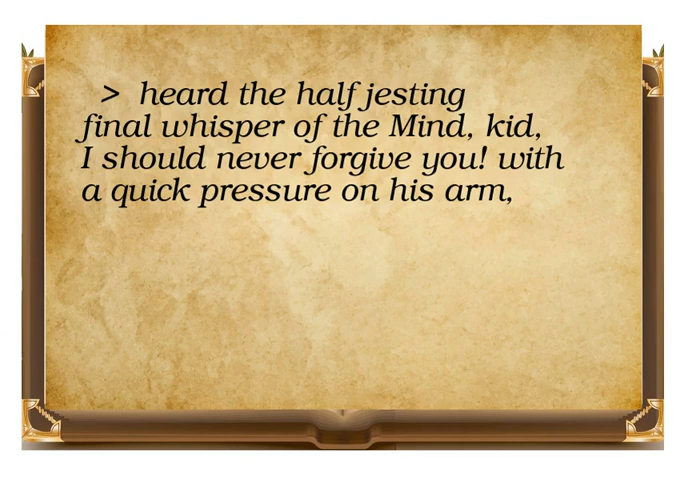 > heard the half jesting
final whisper of the Mind, kid,
I should never forgive you! with
a quick pressure on his arm,